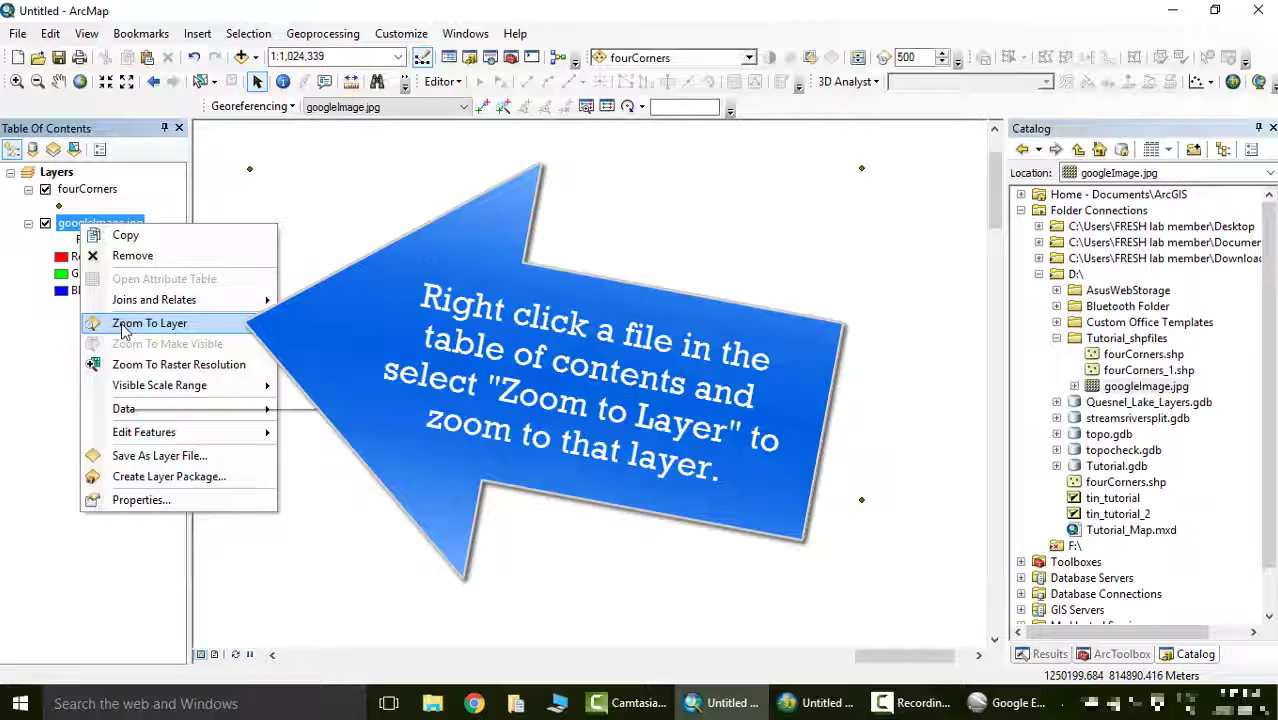 Untitled - ArcMap
File Edit View Bookmarks Insert Selection Geoprocessing Customize Windows Help
1:1,024,339
fourCorners
500
Editor
3D Analyst
Georeferencing
googleImage.jpg
Table Of Contents
Layers
fourCorners
googleImage.jpg
Copy
Remove
Open Attribute Table
Joins and Relates
Zoom To Layer
Zoom To Make Visible
Zoom To Raster Resolution
Visible Scale Range
Data
Edit Features
Save As Layer File...
Create Layer Package...
Properties...
Right click a file in the
table of contents and
select "Zoom to Layer" to
zoom to that layer.
Catalog
Location: googleImage.jpg
Home - Documents\ArcGIS
Folder Connections
C:\Users\FRESH lab member\Desktop
C:\Users\FRESH lab member\Documen
C:\Users\FRESH lab member\Downloa
D:\
AsusWebStorage
Bluetooth Folder
Custom Office Templates
Tutorial_shpfiles
fourCorners.shp
fourCorners_1.shp
googleImage.jpg
Quesnel_Lake_Layers.gdb
streamsriversplit.gdb
topo.gdb
topocheck.gdb
Tutorial.gdb
fourCorners.shp
tin_tutorial
tin_tutorial_2
Tutorial_Map.mxd
F:\
Toolboxes
Database Servers
Database Connections
GIS Servers
Results ArcToolbox Catalog
1250199.684 814890.415 Meters
Search the web and Windows
Camtasia...
Untitled ...
Untitled ...
Recordin...
Google E...